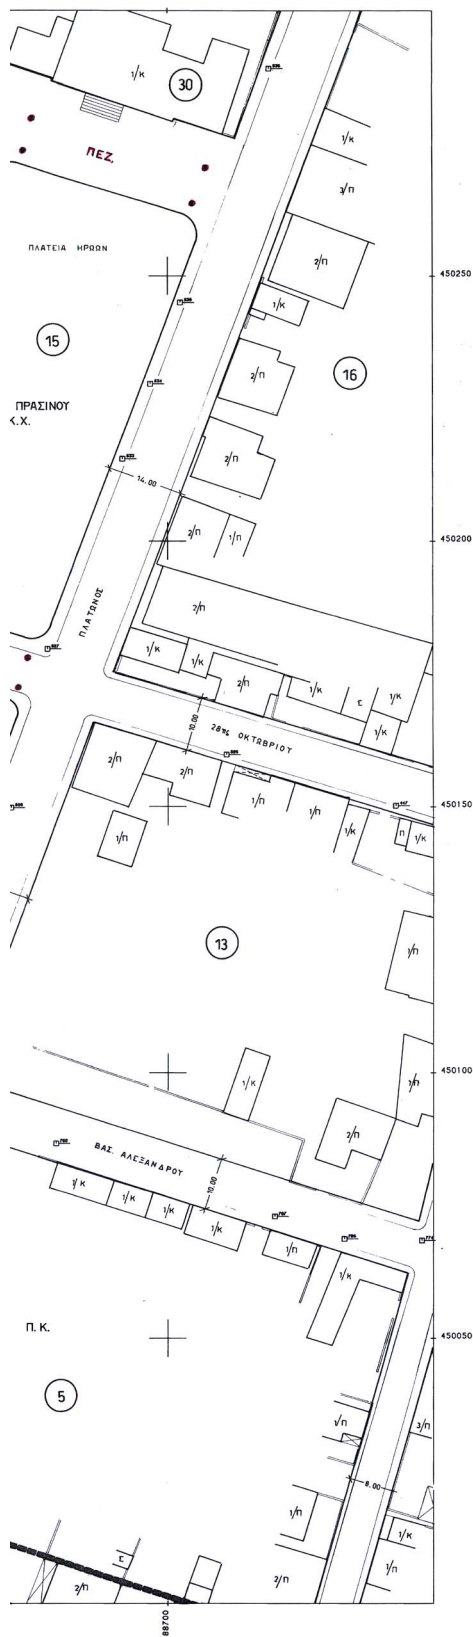 1/Κ
30
ΠΕΖ.
1/Κ
3/Π
ΠΛΑΤΕΙΑ ΗΡΩΩΝ
2/Π
450250
1/Κ
15
16
2/Π
534
ΠΡΑΣΙΝΟΥ
Κ.Χ.
2/Π
533
14.00
2/Π
1/Π
450200
ΠΛΑΤΩΝΟΣ
2/Π
1/Κ
1/Κ
2/Π
1/Κ
Σ
1/Κ
1/Κ
10.00
28ης ΟΚΤΩΒΡΙΟΥ
2/Π
2/Π
1/Π
1/Π
450150
1/Κ
Π
1/Κ
1/Π
13
1/Π
1/Κ
450100
2/Π
ΒΑΣ. ΑΛΕΞΑΝΔΡΟΥ
10.00
1/Κ
1/Κ
1/Κ
1/Κ
1/Π
1/Κ
Π.Κ.
450050
5
1/Π
3/Π
8.00
1/Π
1/Κ
1/Π
Σ
2/Π
2/Π
88700